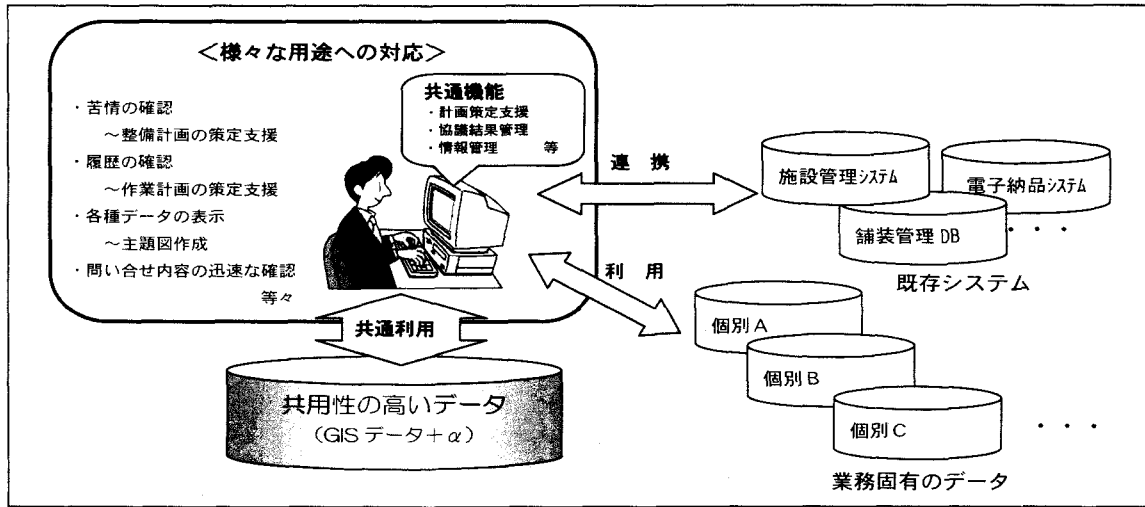 ＜様々な用途への対応＞
・苦情の確認
～整備計画の策定支援
・履歴の確認
～作業計画の策定支援
・各種データの表示
～主題図作成
・問い合せ内容の迅速な確認
等々
共通機能
・計画策定支援
・協議結果管理
・情報管理　等
連携
利用
共通利用
共用性の高いデータ
（GISデータ＋α）
施設管理ｼｽﾃﾑ
電子納品ｼｽﾃﾑ
舗装管理DB
・・・
既存システム
個別A
個別B
個別C
・・・
業務固有のデータ